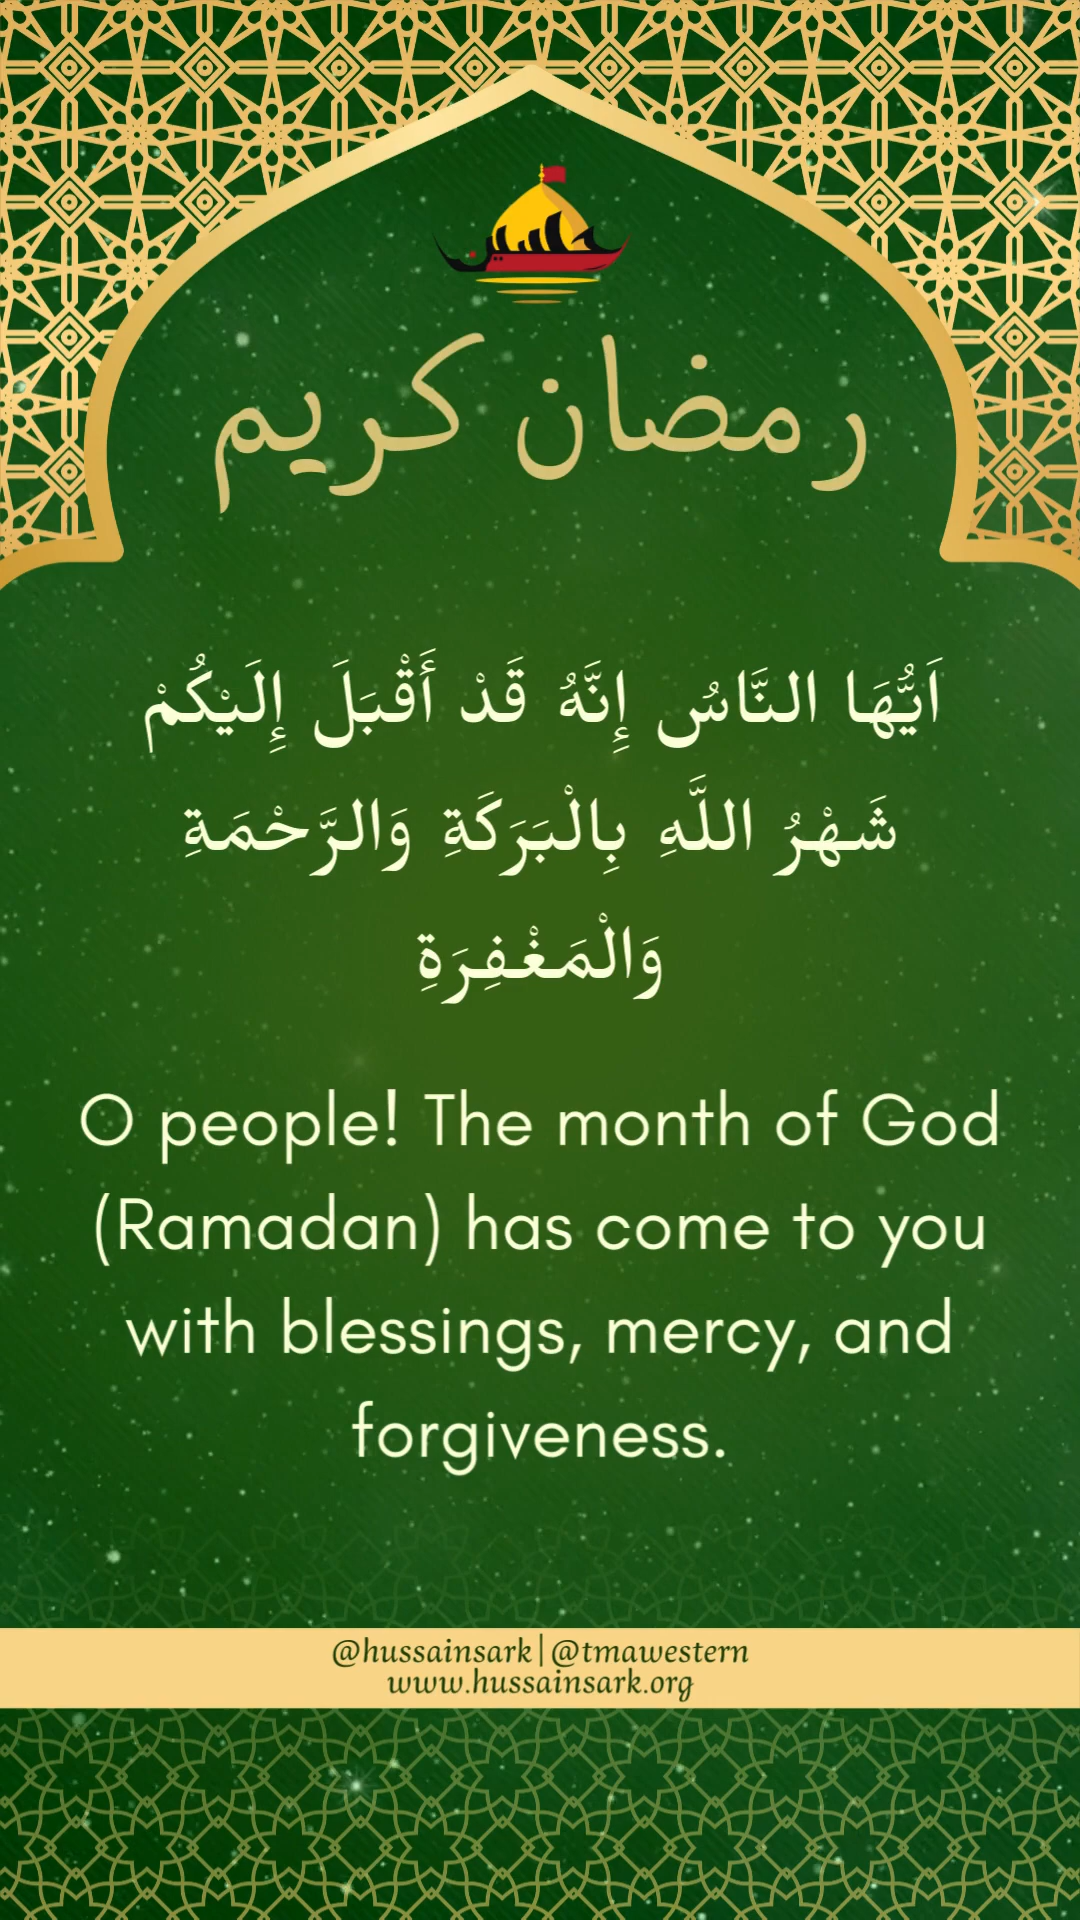 رمضان كريم
اَيُّهَا النَّاسُ إِنَّهُ قَدْ أَقْبَلَ إِلَيْكُمْ
شَهْرُ اللَّهِ بِالْبَرَكَةِ وَالرَّحْمَةِ
وَالْمَغْفِرَةِ
O people! The month of God
(Ramadan) has come to you
with blessings, mercy, and
forgiveness.
@hussainsark|@tmawestern
www.hussainsark.org